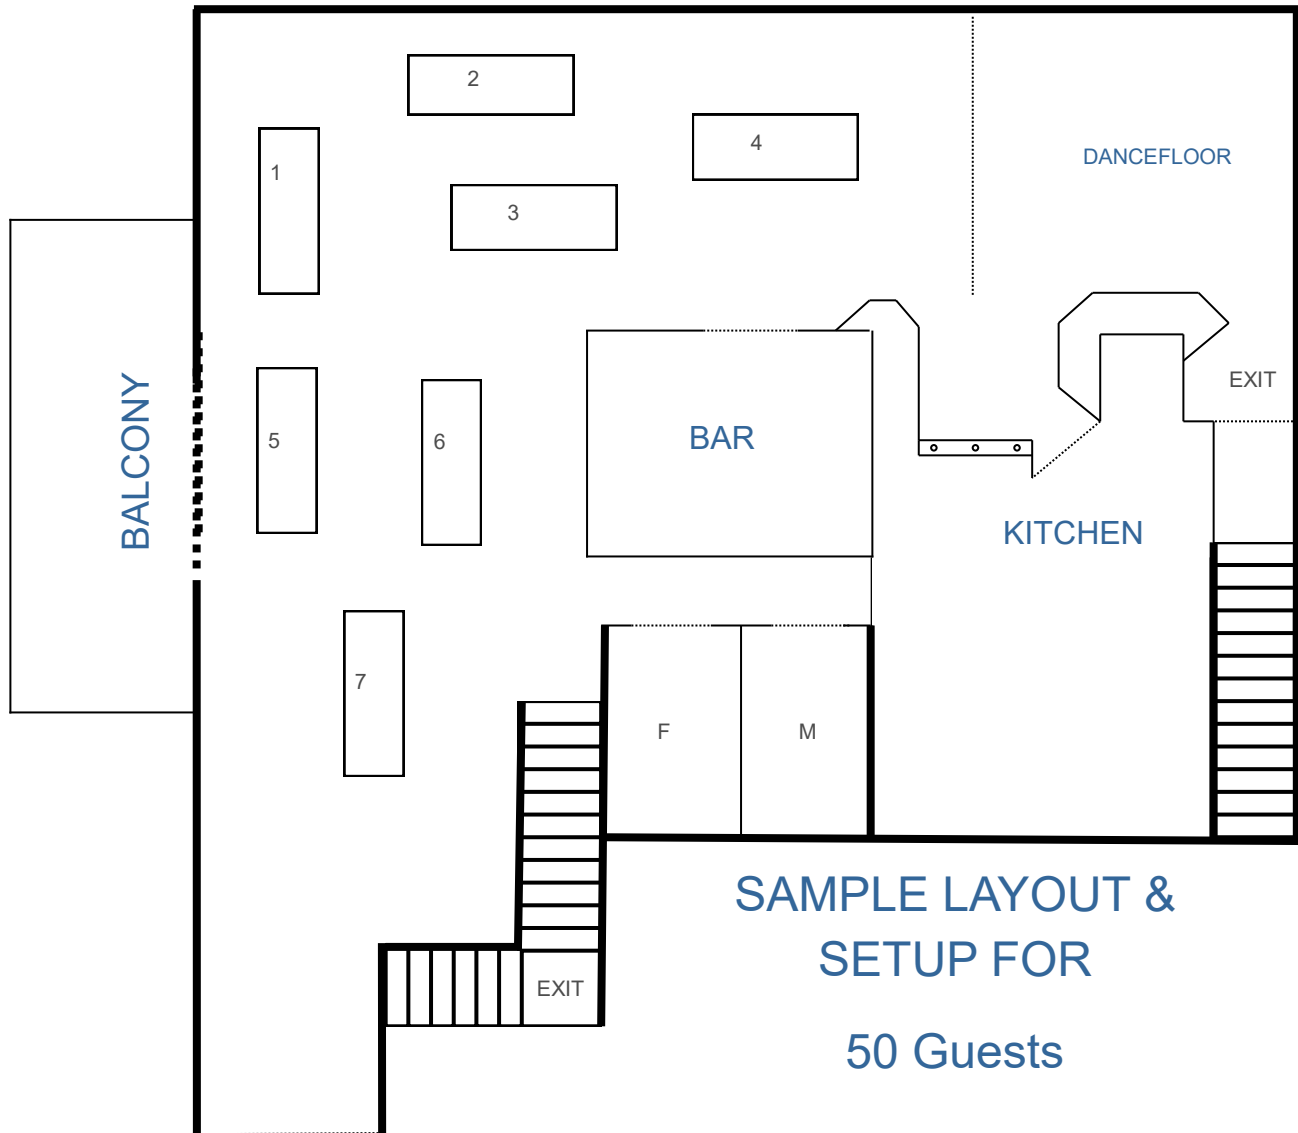 2
4
DANCEFLOOR
1
3
EXIT
BALCONY
5
6
BAR
KITCHEN
7
F
M
SAMPLE LAYOUT &
SETUP FOR
EXIT
50 Guests